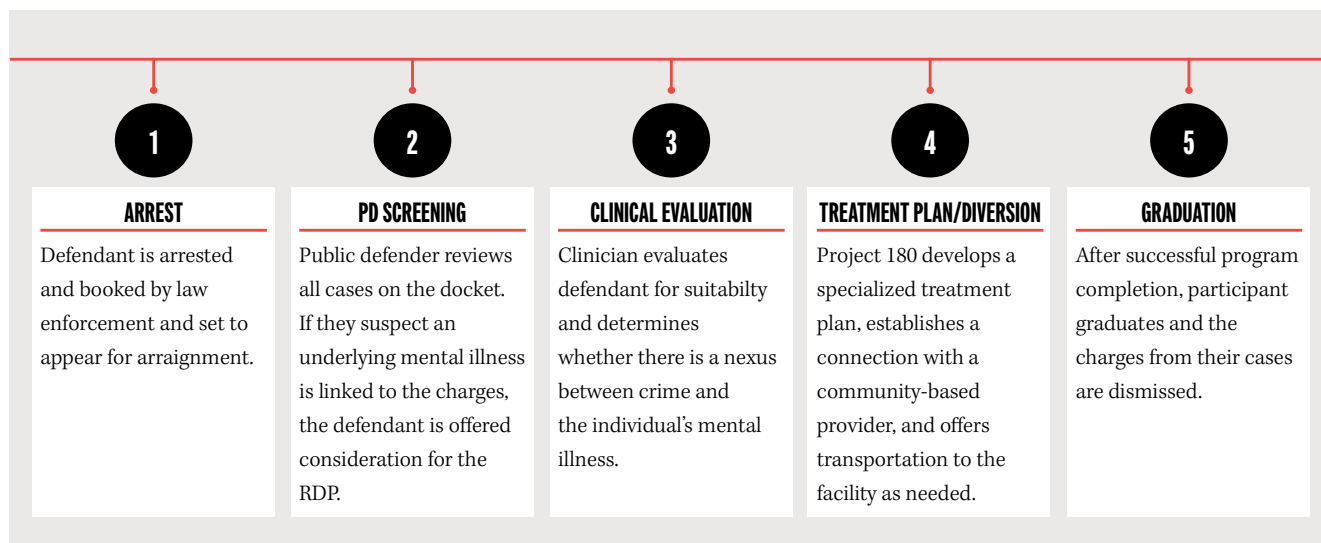 1
ARREST
Defendant is arrested
and booked by law
enforcement and set to
appear for arraignment.
2
PD SCREENING
Public defender reviews
all cases on the docket.
If they suspect an
underlying mental illness
is linked to the charges,
the defendant is offered
consideration for the
RDP.
3
CLINICAL EVALUATION
Clinician evaluates
defendant for suitabilty
and determines
whether there is a nexus
between crime and
the individual’s mental
illness.
4
TREATMENT PLAN/DIVERSION
Project 180 develops a
specialized treatment
plan, establishes a
connection with a
community-based
provider, and offers
transportation to the
facility as needed.
5
GRADUATION
After successful program
completion, participant
graduates and the
charges from their cases
are dismissed.